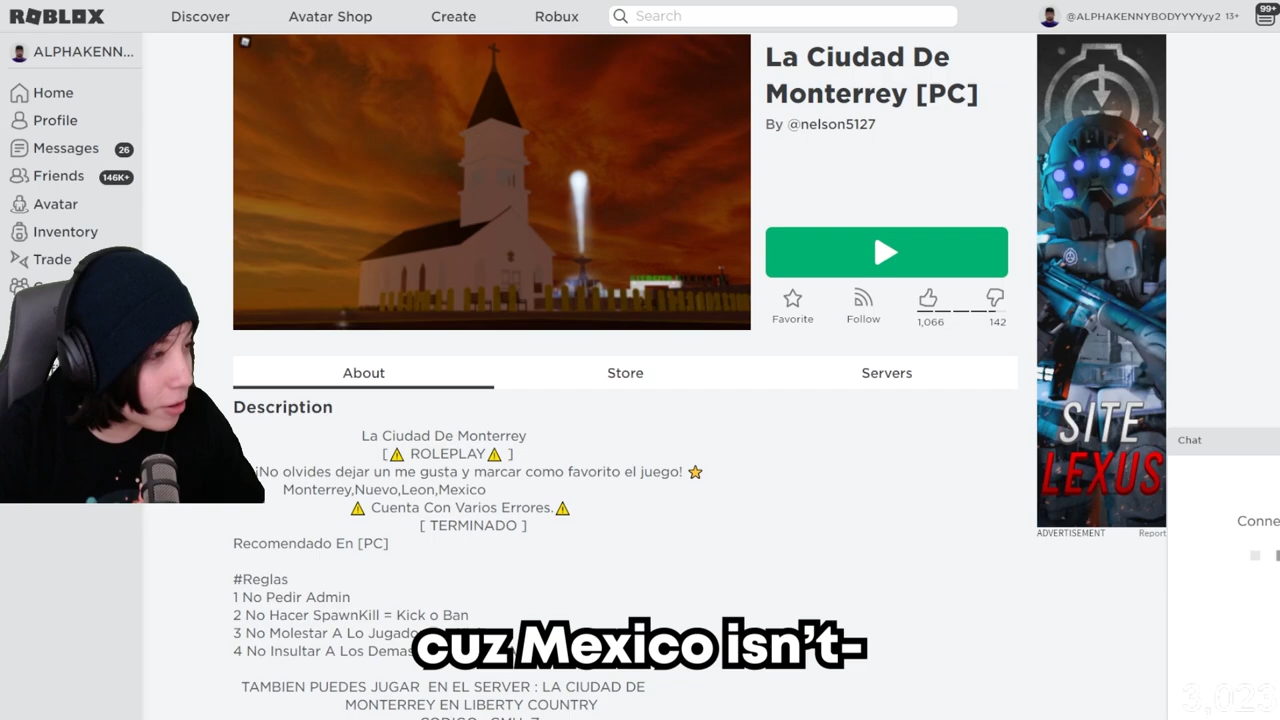 ROBLOX
Discover
Avatar Shop
Create
Robux
Search
@ALPHAKENNYBODYYYYyy2 13+
99+
ALPHAKENN...
Home
Profile
Messages 26
Friends 146K+
Avatar
Inventory
Trade
La Ciudad De
Monterrey [PC]
By @nelson5127
Favorite
Follow
1,066
142
About
Store
Servers
Description
La Ciudad De Monterrey
[⚠ ROLEPLAY⚠ ]
¡No olvides dejar un me gusta y marcar como favorito el juego! ⭐
Monterrey,Nuevo,Leon,Mexico
⚠ Cuenta Con Varios Errores.⚠
[ TERMINADO ]
Recomendado En [PC]
#Reglas
1 No Pedir Admin
2 No Hacer SpawnKill = Kick o Ban
3 No Molestar A Lo Jugado
4 No Insultar A Los Demas
cuz Mexico isn't-
TAMBIEN PUEDES JUGAR EN EL SERVER : LA CIUDAD DE
MONTERREY EN LIBERTY COUNTRY
SITE
LEXUS
ADVERTISEMENT
Report
Chat
Conne
3,023